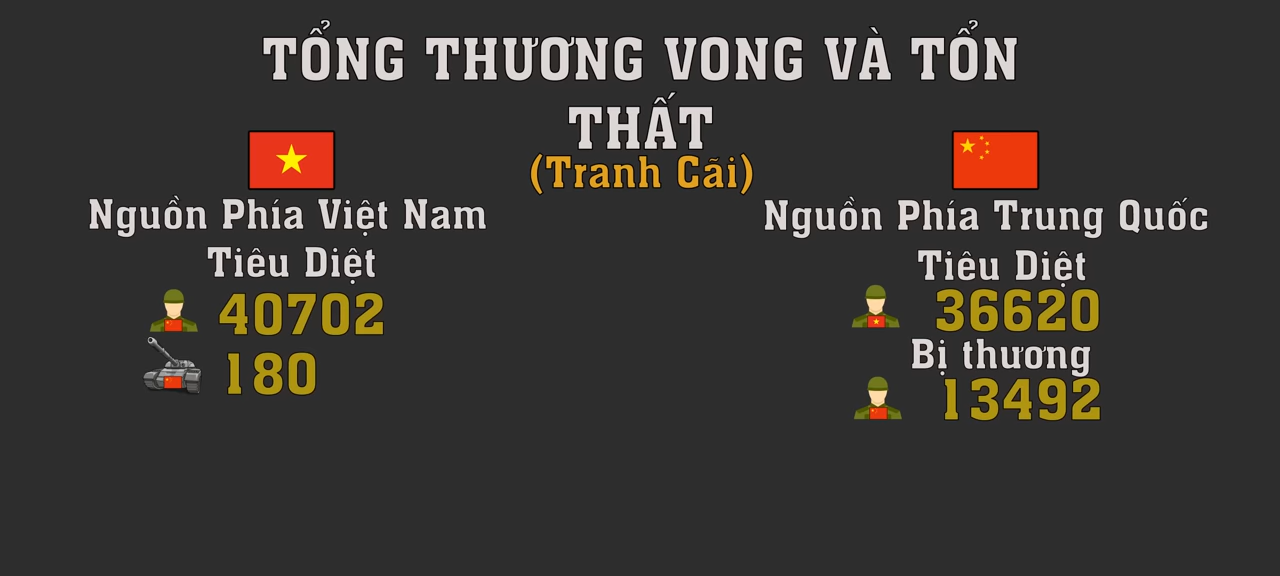 TỔNG THƯƠNG VONG VÀ TỔN
THẤT
(Tranh Cãi)
Nguồn Phía Việt Nam
Tiêu Diệt
40702
180
Nguồn Phía Trung Quốc
Tiêu Diệt
36620
Bị thương
13492